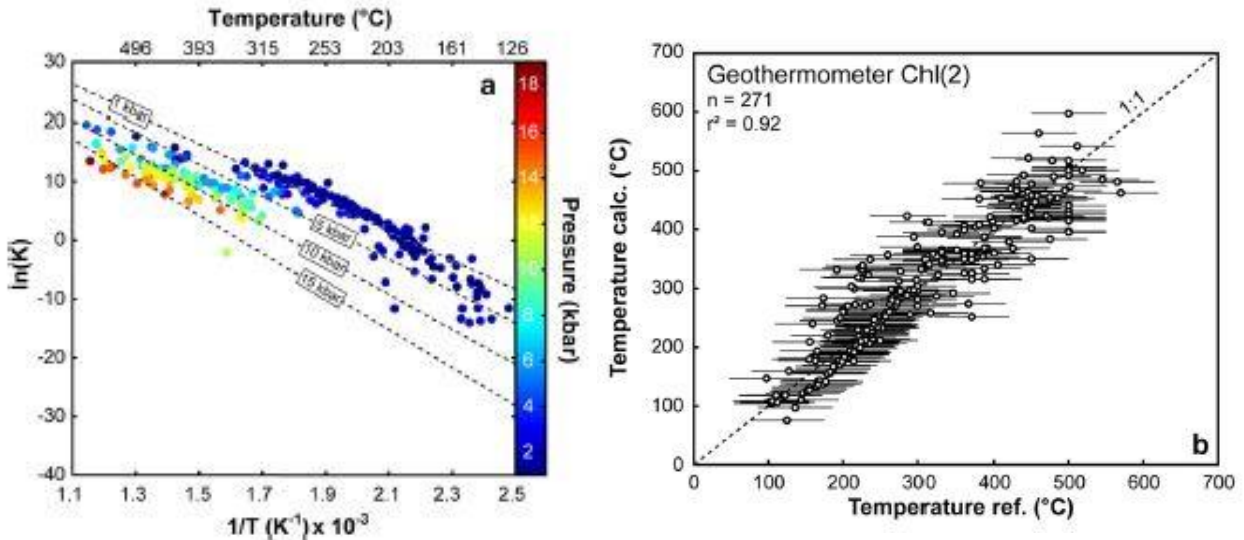 Temperature (°C)
496 393 315 253 203 161 126
30
20
10
0
-10
-20
-30
-40
ln(K)
a
1 kbar
5 kbar
10 kbar
15 kbar
18
16
14
12
10
8
6
4
2
Pressure (kbar)
1.1 1.3 1.5 1.7 1.9 2.1 2.3 2.5
1/T (K⁻¹) x 10⁻³
700
600
500
400
300
200
100
0
Temperature calc. (°C)
Geothermometer Chl(2)
n = 271
r² = 0.92
1:1
b
0 100 200 300 400 500 600 700
Temperature ref. (°C)